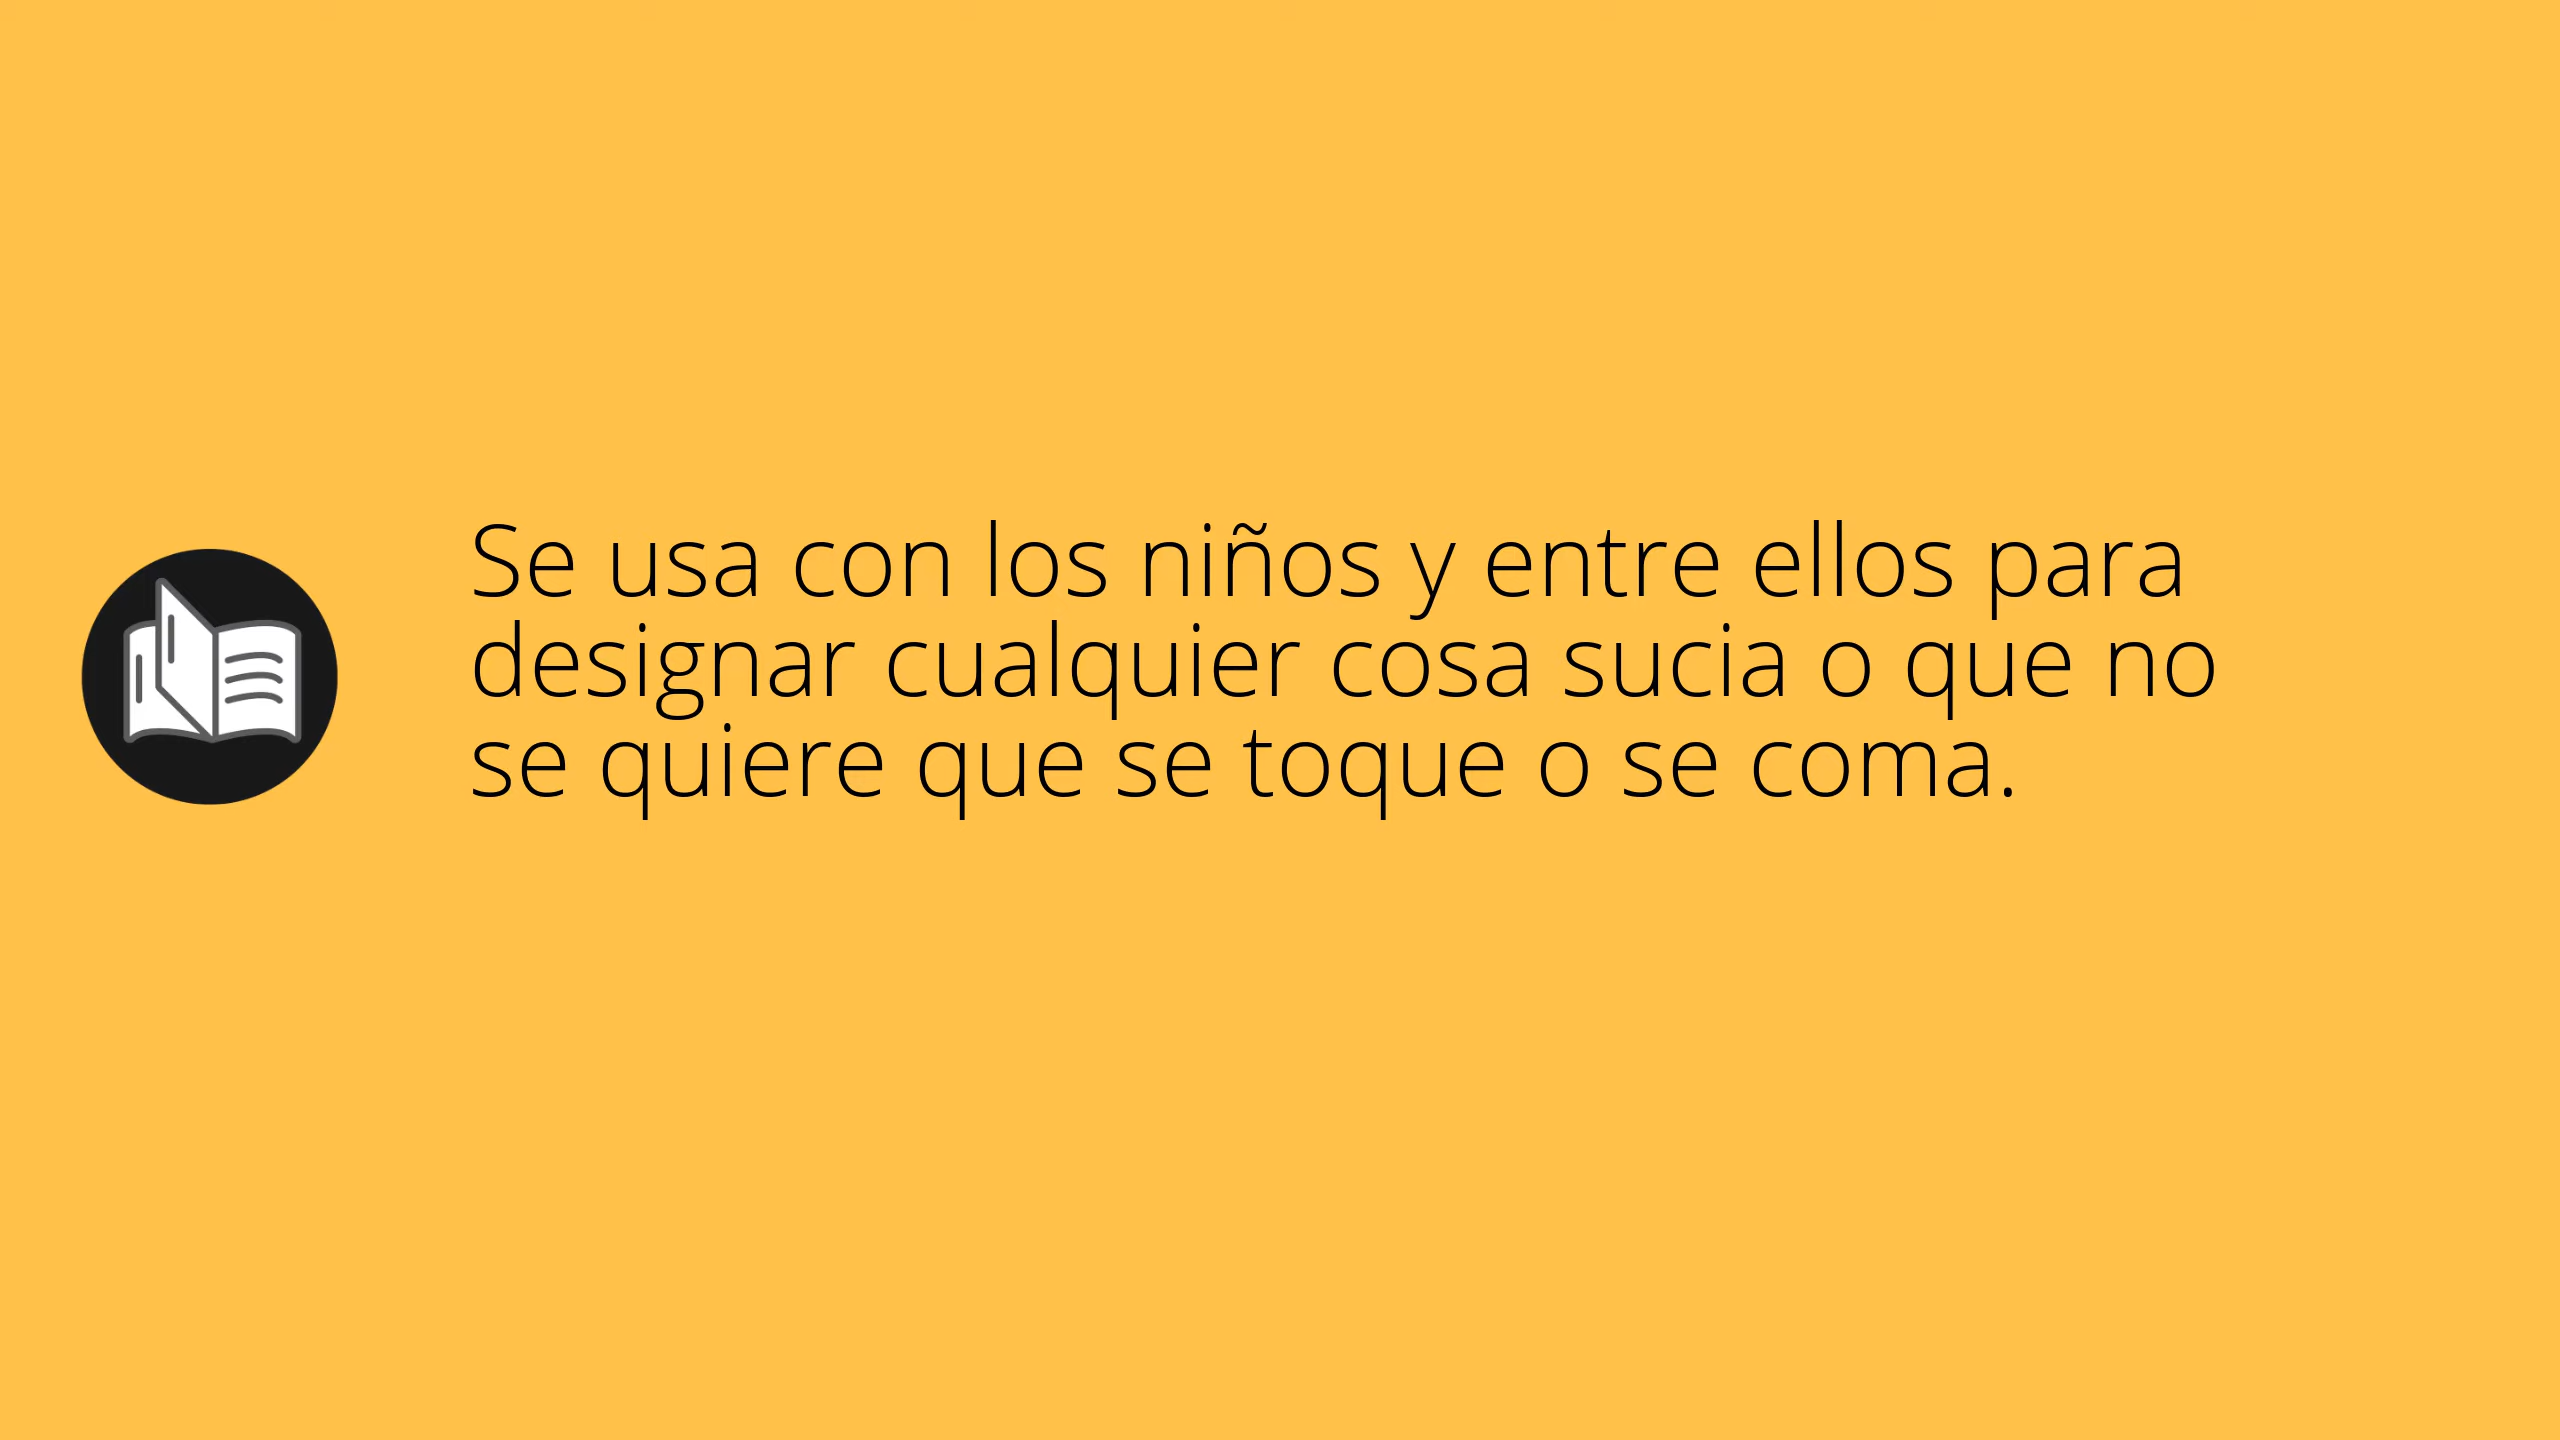 Se usa con los niños y entre ellos para
designar cualquier cosa sucia o que no
se quiere que se toque o se coma.